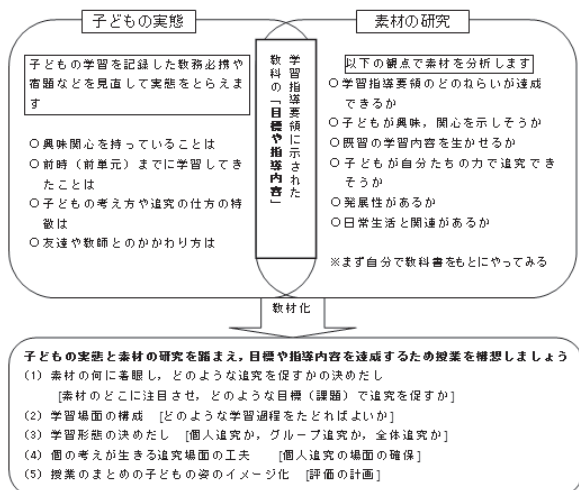 子どもの実態
子どもの学習を記録した教務必携や
宿題などを見直して実態をとらえま
す
○興味関心を持っていることは
○前時（前単元）までに学習してき
たことは
○子どもの考え方や追究の仕方の特
徴は
○友達や教師とのかかわり方は
学習指導要領に示された
教科の「目標や指導内容」
素材の研究
以下の観点で素材を分析します
○学習指導要領のどのねらいが達成
できるか
○子どもが興味，関心を示しそうか
○既習の学習内容を生かせるか
○子どもが自分たちの力で追究でき
そうか
○発展性があるか
○日常生活と関連があるか
※まず自分で教科書をもとにやってみる
教材化
子どもの実態と素材の研究を踏まえ，目標や指導内容を達成するため授業を構想しましょう
(1) 素材の何に着眼し，どのような追究を促すかの決めだし
[素材のどこに注目させ，どのような目標（課題）で追究を促すか]
(2) 学習場面の構成 [どのような学習過程をたどればよいか]
(3) 学習形態の決めだし [個人追究か，グループ追究か，全体追究か]
(4) 個の考えが生きる追究場面の工夫 [個人追究の場面の確保]
(5) 授業のまとめの子どもの姿のイメージ化 [評価の計画]